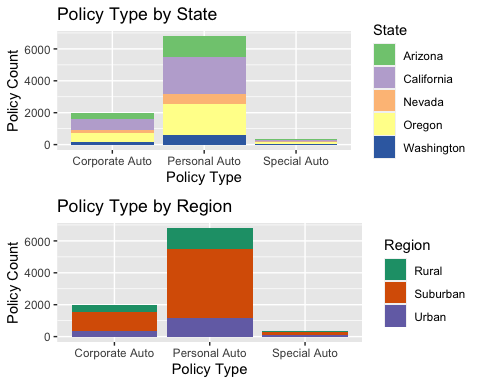 Policy Type by State
Policy Count
6000
4000
2000
0
Corporate Auto Personal Auto Special Auto
Policy Type
State
Arizona
California
Nevada
Oregon
Washington
Policy Type by Region
Policy Count
6000
4000
2000
0
Corporate Auto Personal Auto Special Auto
Policy Type
Region
Rural
Suburban
Urban